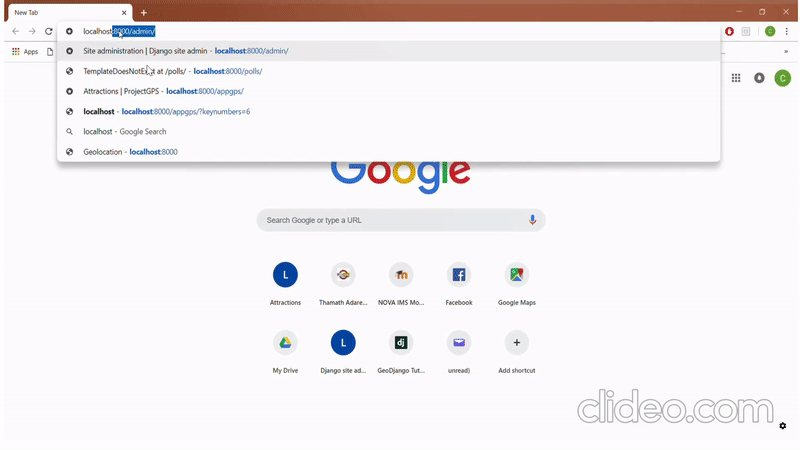 New Tab
localhost:8000/admin/
Site administration | Django site admin - localhost:8000/admin/
TemplateDoesNotExist at /polls/ - localhost:8000/polls/
Attractions | ProjectGPS - localhost:8000/appgps/
localhost - localhost:8000/appgps/?keynumbers=6
localhost - Google Search
Geolocation - localhost:8000
Apps
C
C
Google
Search Google or type a URL
L
Attractions
Thamath Adare...
NOVA IMS Mo...
Facebook
Google Maps
My Drive
L
Django site ad...
dj
GeoDjango Tut...
unread)
Add shortcut
clideo.com